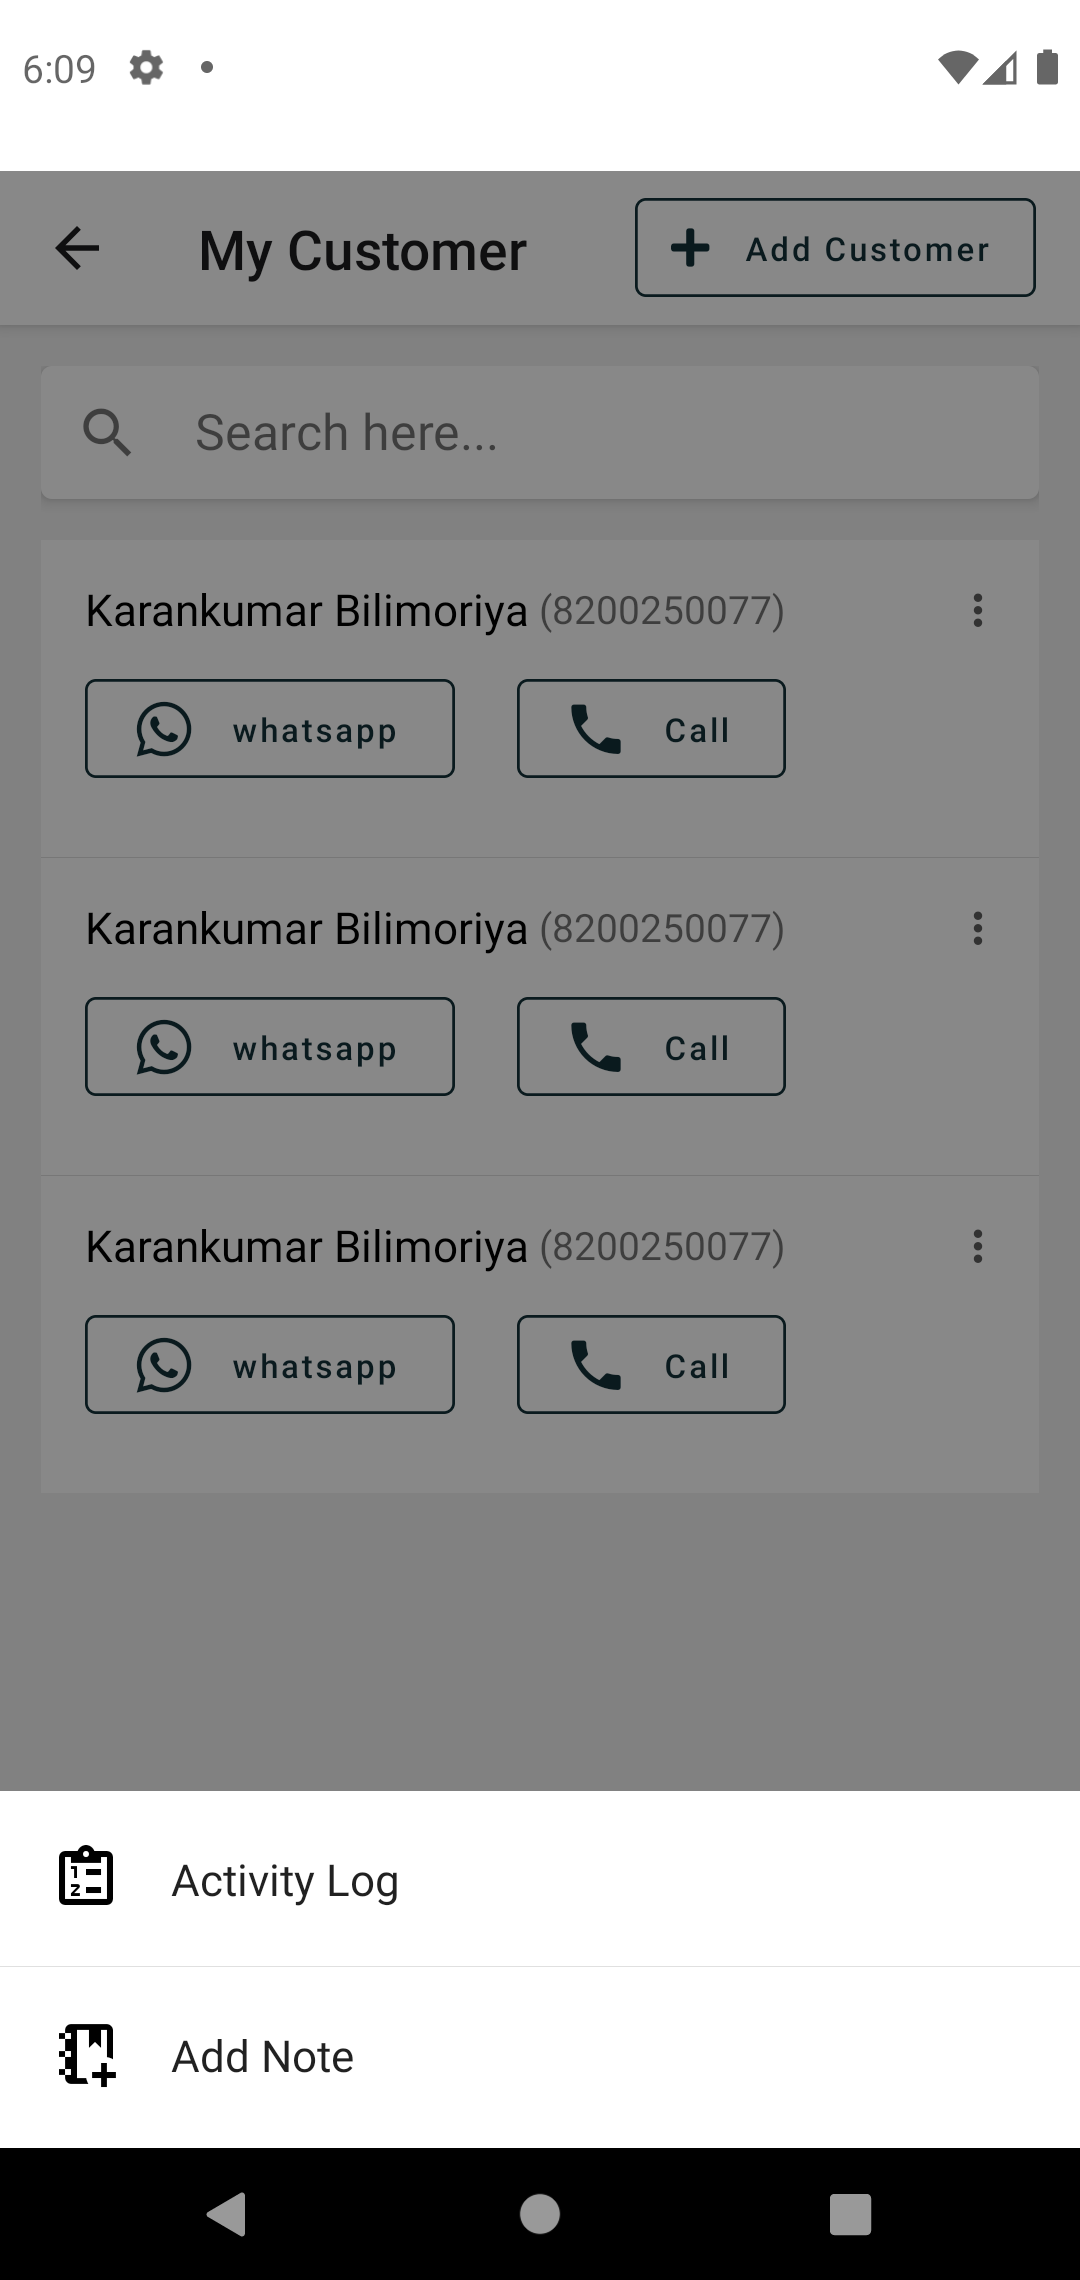 6:09
My Customer
Add Customer
Search here...
Karankumar Bilimoriya (8200250077)
whatsapp
Call
Karankumar Bilimoriya (8200250077)
whatsapp
Call
Karankumar Bilimoriya (8200250077)
whatsapp
Call
Activity Log
Add Note